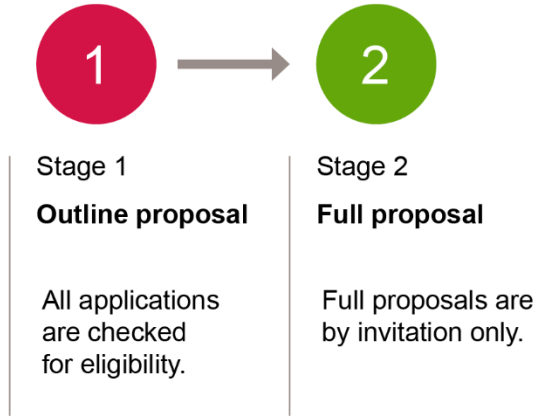 1
2
Stage 1
Outline proposal
All applications
are checked
for eligibility.
Stage 2
Full proposal
Full proposals are
by invitation only.